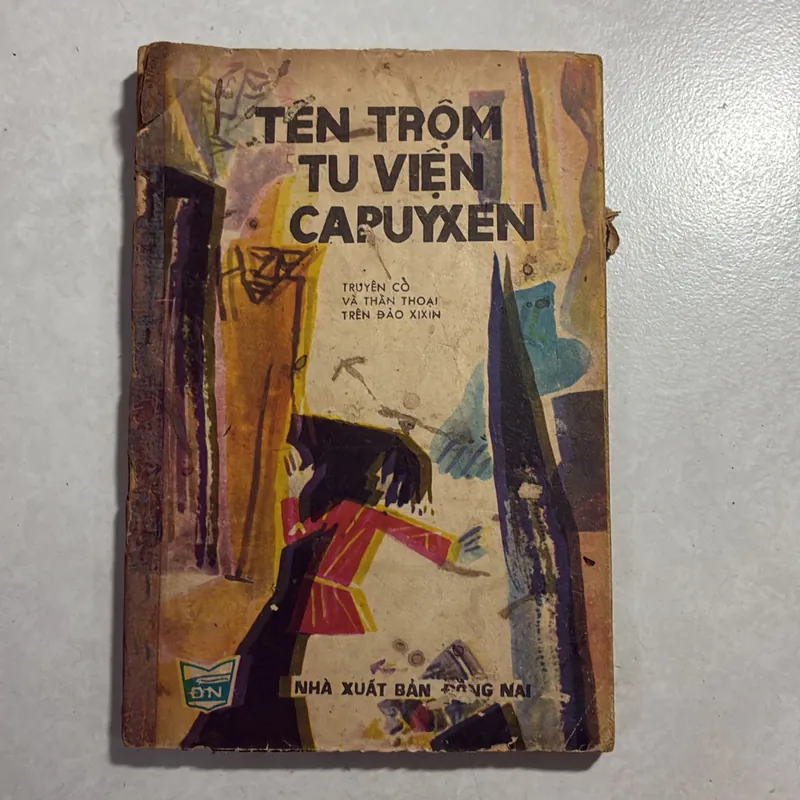 TÊN TRỘM
TU VIỆN
CAPUYXEN
TRUYỆN CỔ
VÀ THẦN THOẠI
TRÊN ĐẢO XIXIN
ĐN
NHÀ XUẤT BẢN ĐỒNG NAI